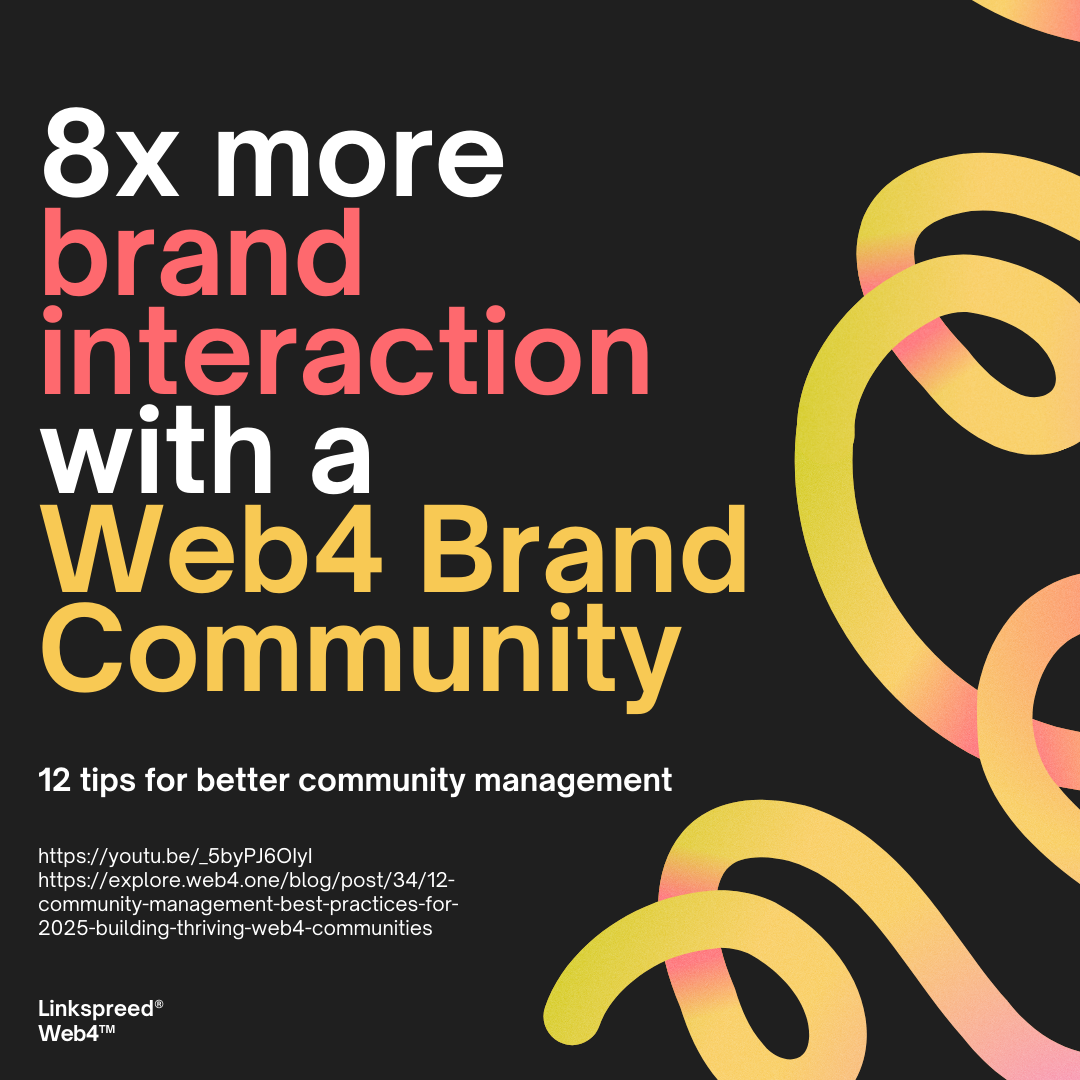 8x more
brand
interaction
with a
Web4 Brand
Community
12 tips for better community management
https://youtu.be/_5byPJ6OIyI
https://explore.web4.one/blog/post/34/12-
community-management-best-practices-for-
2025-building-thriving-web4-communities
Linkspreed®
Web4™